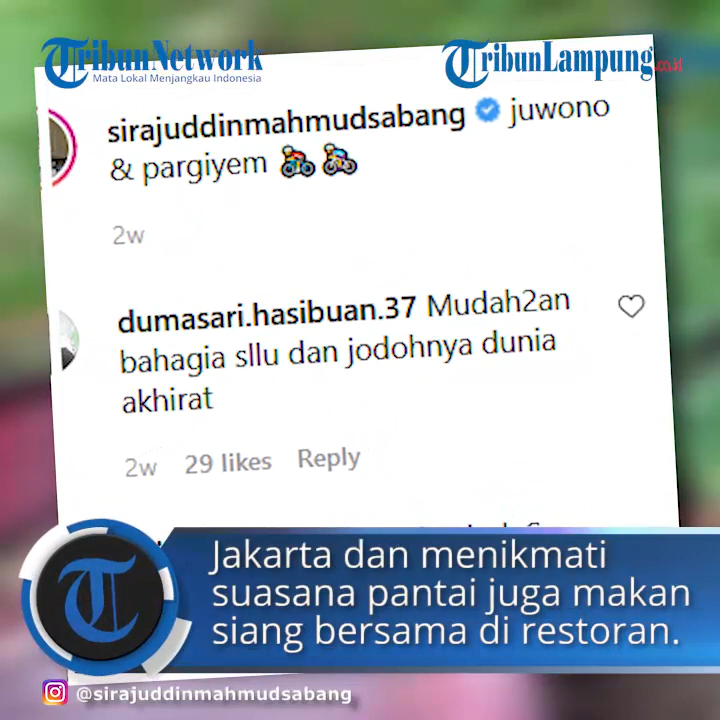 TribunNetwork
Mata Lokal Menjangkau Indonesia
TribunLampung.co.id
sirajuddinmahmudsabang juwono
& pargiyem 🚴🚴
2w
dumasari.hasibuan.37 Mudah2an
bahagia sllu dan jodohnya dunia
akhirat
2w 29 likes Reply
Jakarta dan menikmati
suasana pantai juga makan
siang bersama di restoran.
@sirajuddinmahmudsabang